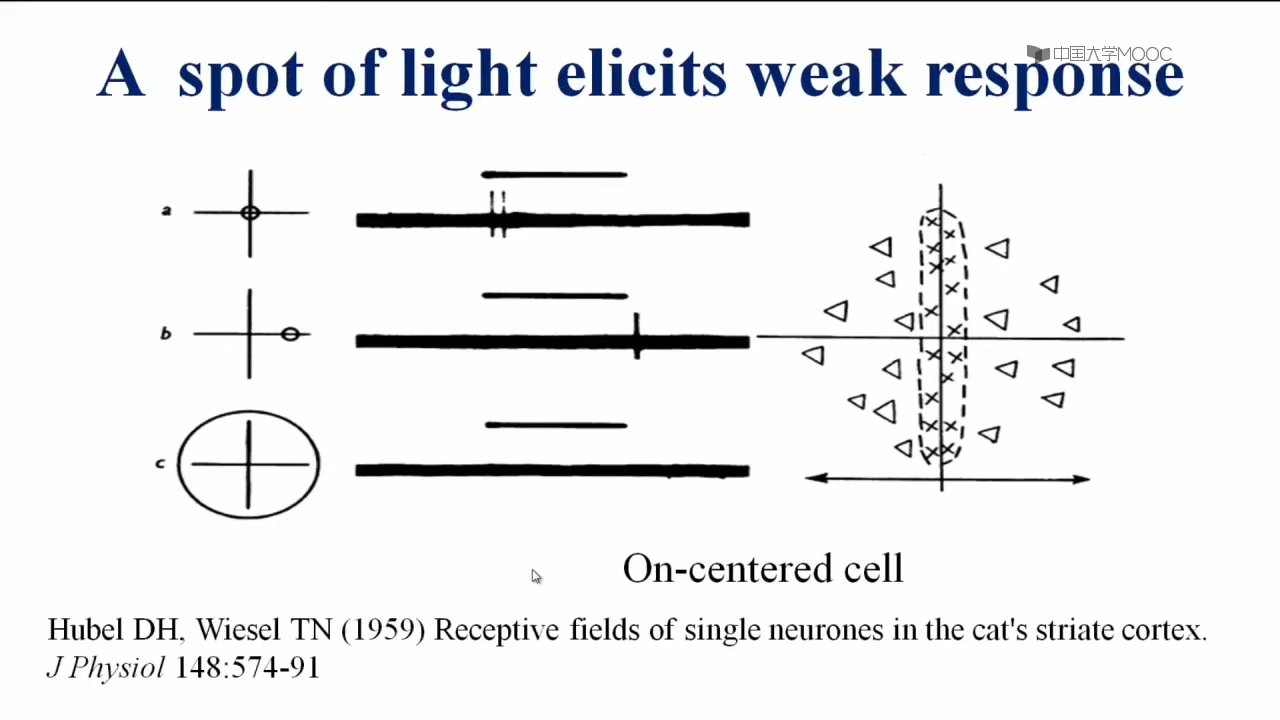 A spot of light elicits weak response
中国大学MOOC
a
b
c
On-centered cell
Hubel DH, Wiesel TN (1959) Receptive fields of single neurones in the cat's striate cortex.
J Physiol 148:574-91